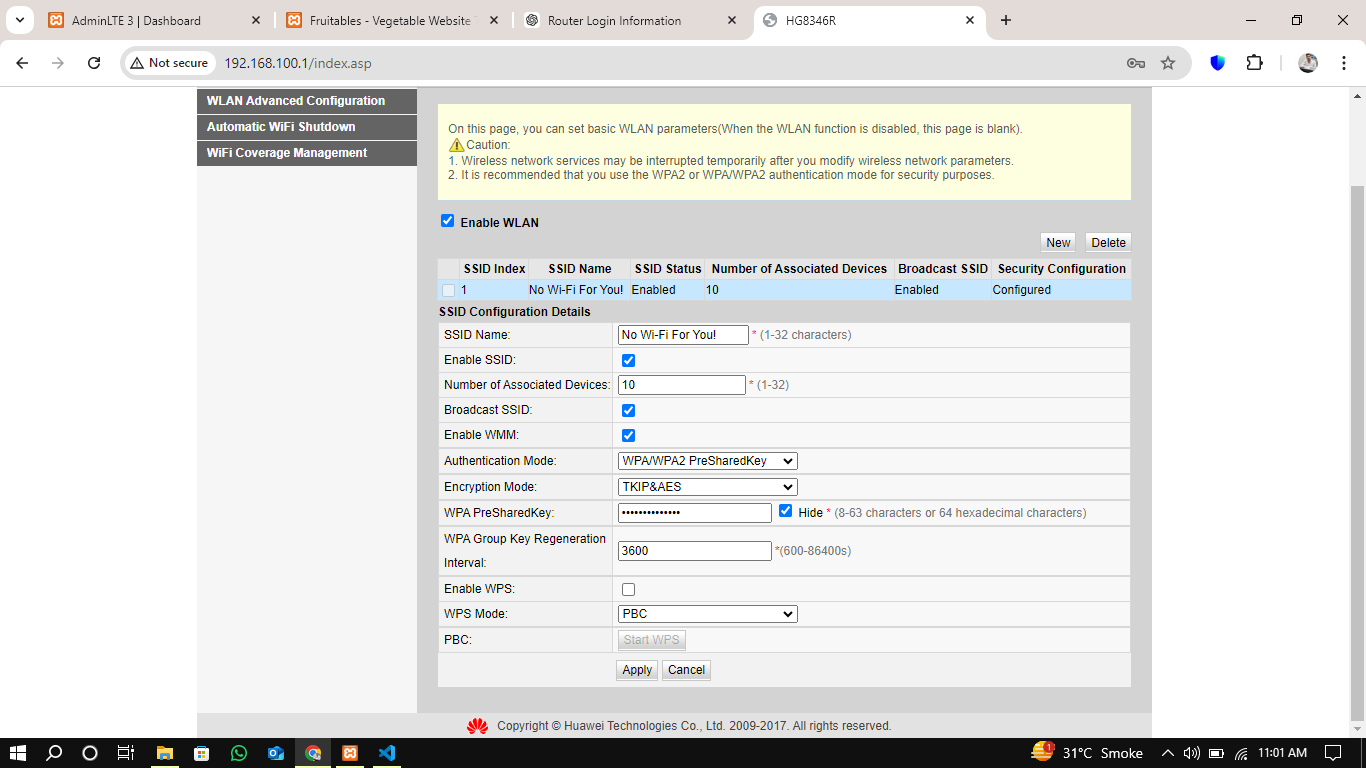 AdminLTE 3 | Dashboard
Fruitables - Vegetable Website
Router Login Information
HG8346R
Not secure
192.168.100.1/index.asp
WLAN Advanced Configuration
Automatic WiFi Shutdown
WiFi Coverage Management
On this page, you can set basic WLAN parameters(When the WLAN function is disabled, this page is blank).
Caution:
1. Wireless network services may be interrupted temporarily after you modify wireless network parameters.
2. It is recommended that you use the WPA2 or WPA/WPA2 authentication mode for security purposes.
Enable WLAN
New Delete
SSID Index SSID Name SSID Status Number of Associated Devices Broadcast SSID Security Configuration
1 No Wi-Fi For You! Enabled 10 Enabled Configured
SSID Configuration Details
SSID Name: No Wi-Fi For You! * (1-32 characters)
Enable SSID:
Number of Associated Devices: 10 * (1-32)
Broadcast SSID:
Enable WMM:
Authentication Mode: WPA/WPA2 PreSharedKey
Encryption Mode: TKIP&AES
WPA PreSharedKey: •••••••••••••• Hide * (8-63 characters or 64 hexadecimal characters)
WPA Group Key Regeneration
Interval: 3600 *(600-86400s)
Enable WPS:
WPS Mode: PBC
PBC: Start WPS
Apply Cancel
Copyright © Huawei Technologies Co., Ltd. 2009-2017. All rights reserved.
1 31°C Smoke 11:01 AM